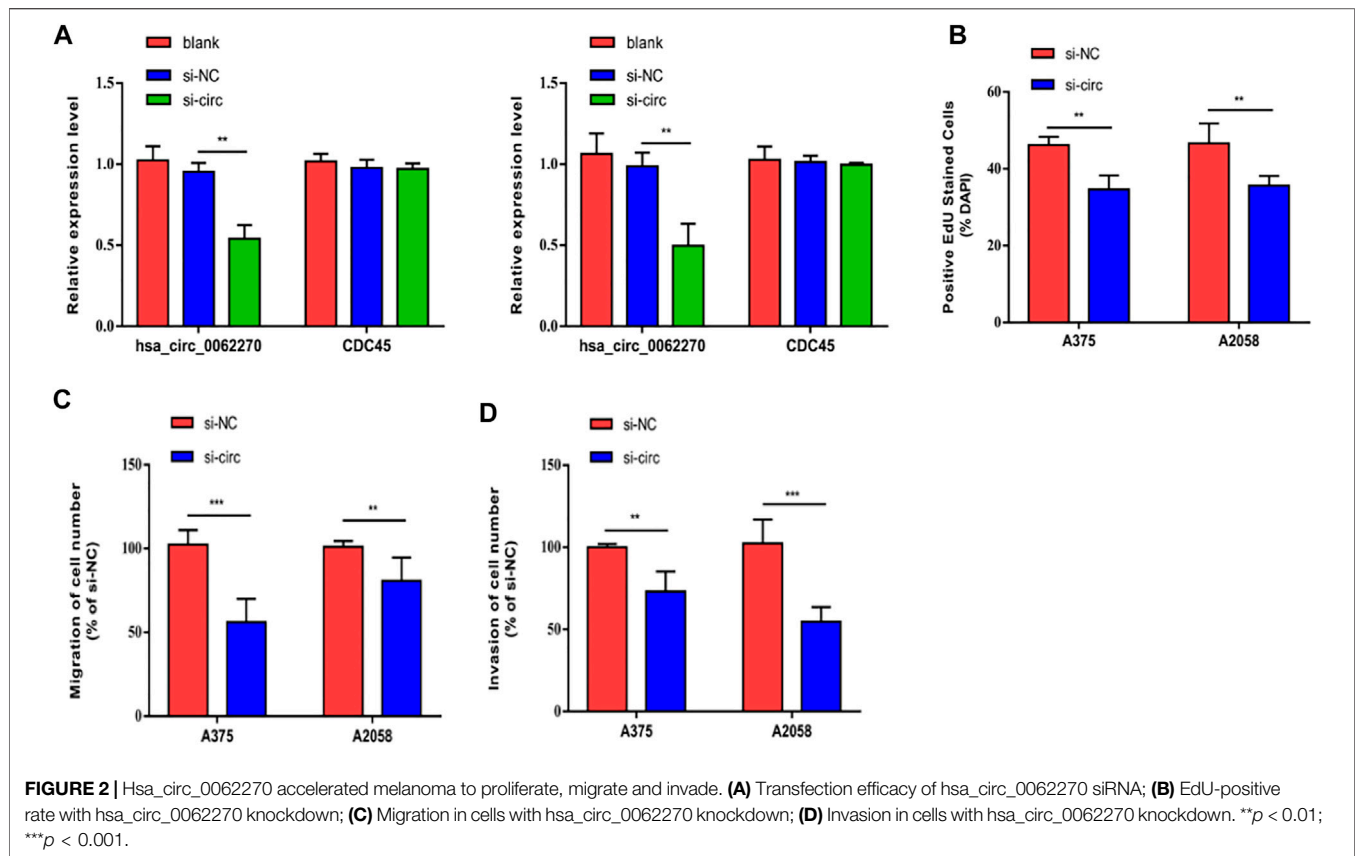 A
blank
si-NC
si-circ
Relative expression level
1.5
1.0
0.5
0.0
**
hsa_circ_0062270
CDC45
blank
si-NC
si-circ
Relative expression level
1.5
1.0
0.5
0.0
**
hsa_circ_0062270
CDC45
B
si-NC
si-circ
Positive EdU Stained Cells
(% DAPI)
60
40
20
0
**
**
A375
A2058
C
si-NC
si-circ
Migration of cell number
(% of si-NC)
150
100
50
0
***
**
A375
A2058
D
si-NC
si-circ
Invasion of cell number
(% of si-NC)
150
100
50
0
**
***
A375
A2058
FIGURE 2 | Hsa_circ_0062270 accelerated melanoma to proliferate, migrate and invade. (A) Transfection efficacy of hsa_circ_0062270 siRNA; (B) EdU-positive
rate with hsa_circ_0062270 knockdown; (C) Migration in cells with hsa_circ_0062270 knockdown; (D) Invasion in cells with hsa_circ_0062270 knockdown. **p < 0.01;
***p < 0.001.